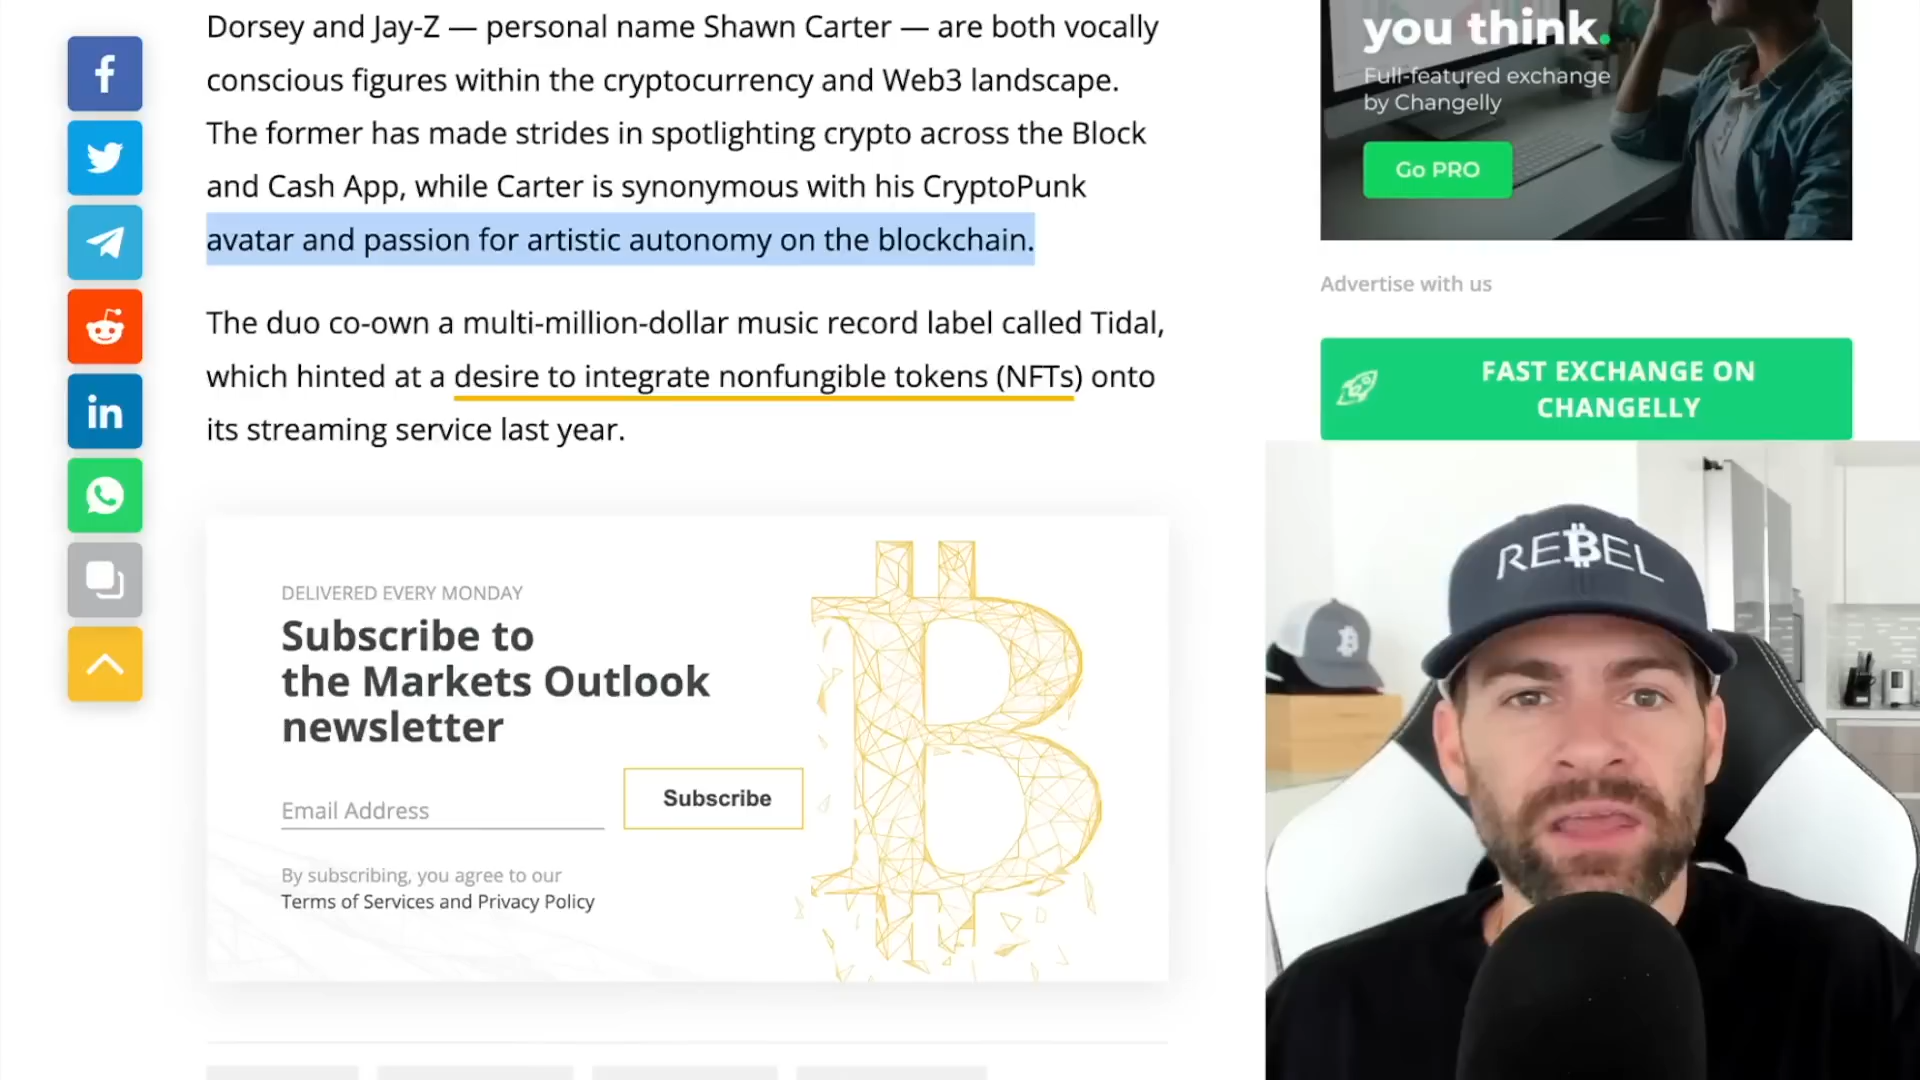 Dorsey and Jay-Z — personal name Shawn Carter — are both vocally
conscious figures within the cryptocurrency and Web3 landscape.
The former has made strides in spotlighting crypto across the Block
and Cash App, while Carter is synonymous with his CryptoPunk
avatar and passion for artistic autonomy on the blockchain.
The duo co-own a multi-million-dollar music record label called Tidal,
which hinted at a desire to integrate nonfungible tokens (NFTs) onto
its streaming service last year.
DELIVERED EVERY MONDAY
Subscribe to
the Markets Outlook
newsletter
Email Address
Subscribe
By subscribing, you agree to our
Terms of Services and Privacy Policy
you think.
Full-featured exchange
by Changelly
Go PRO
Advertise with us
FAST EXCHANGE ON
CHANGELLY
RE₿EL